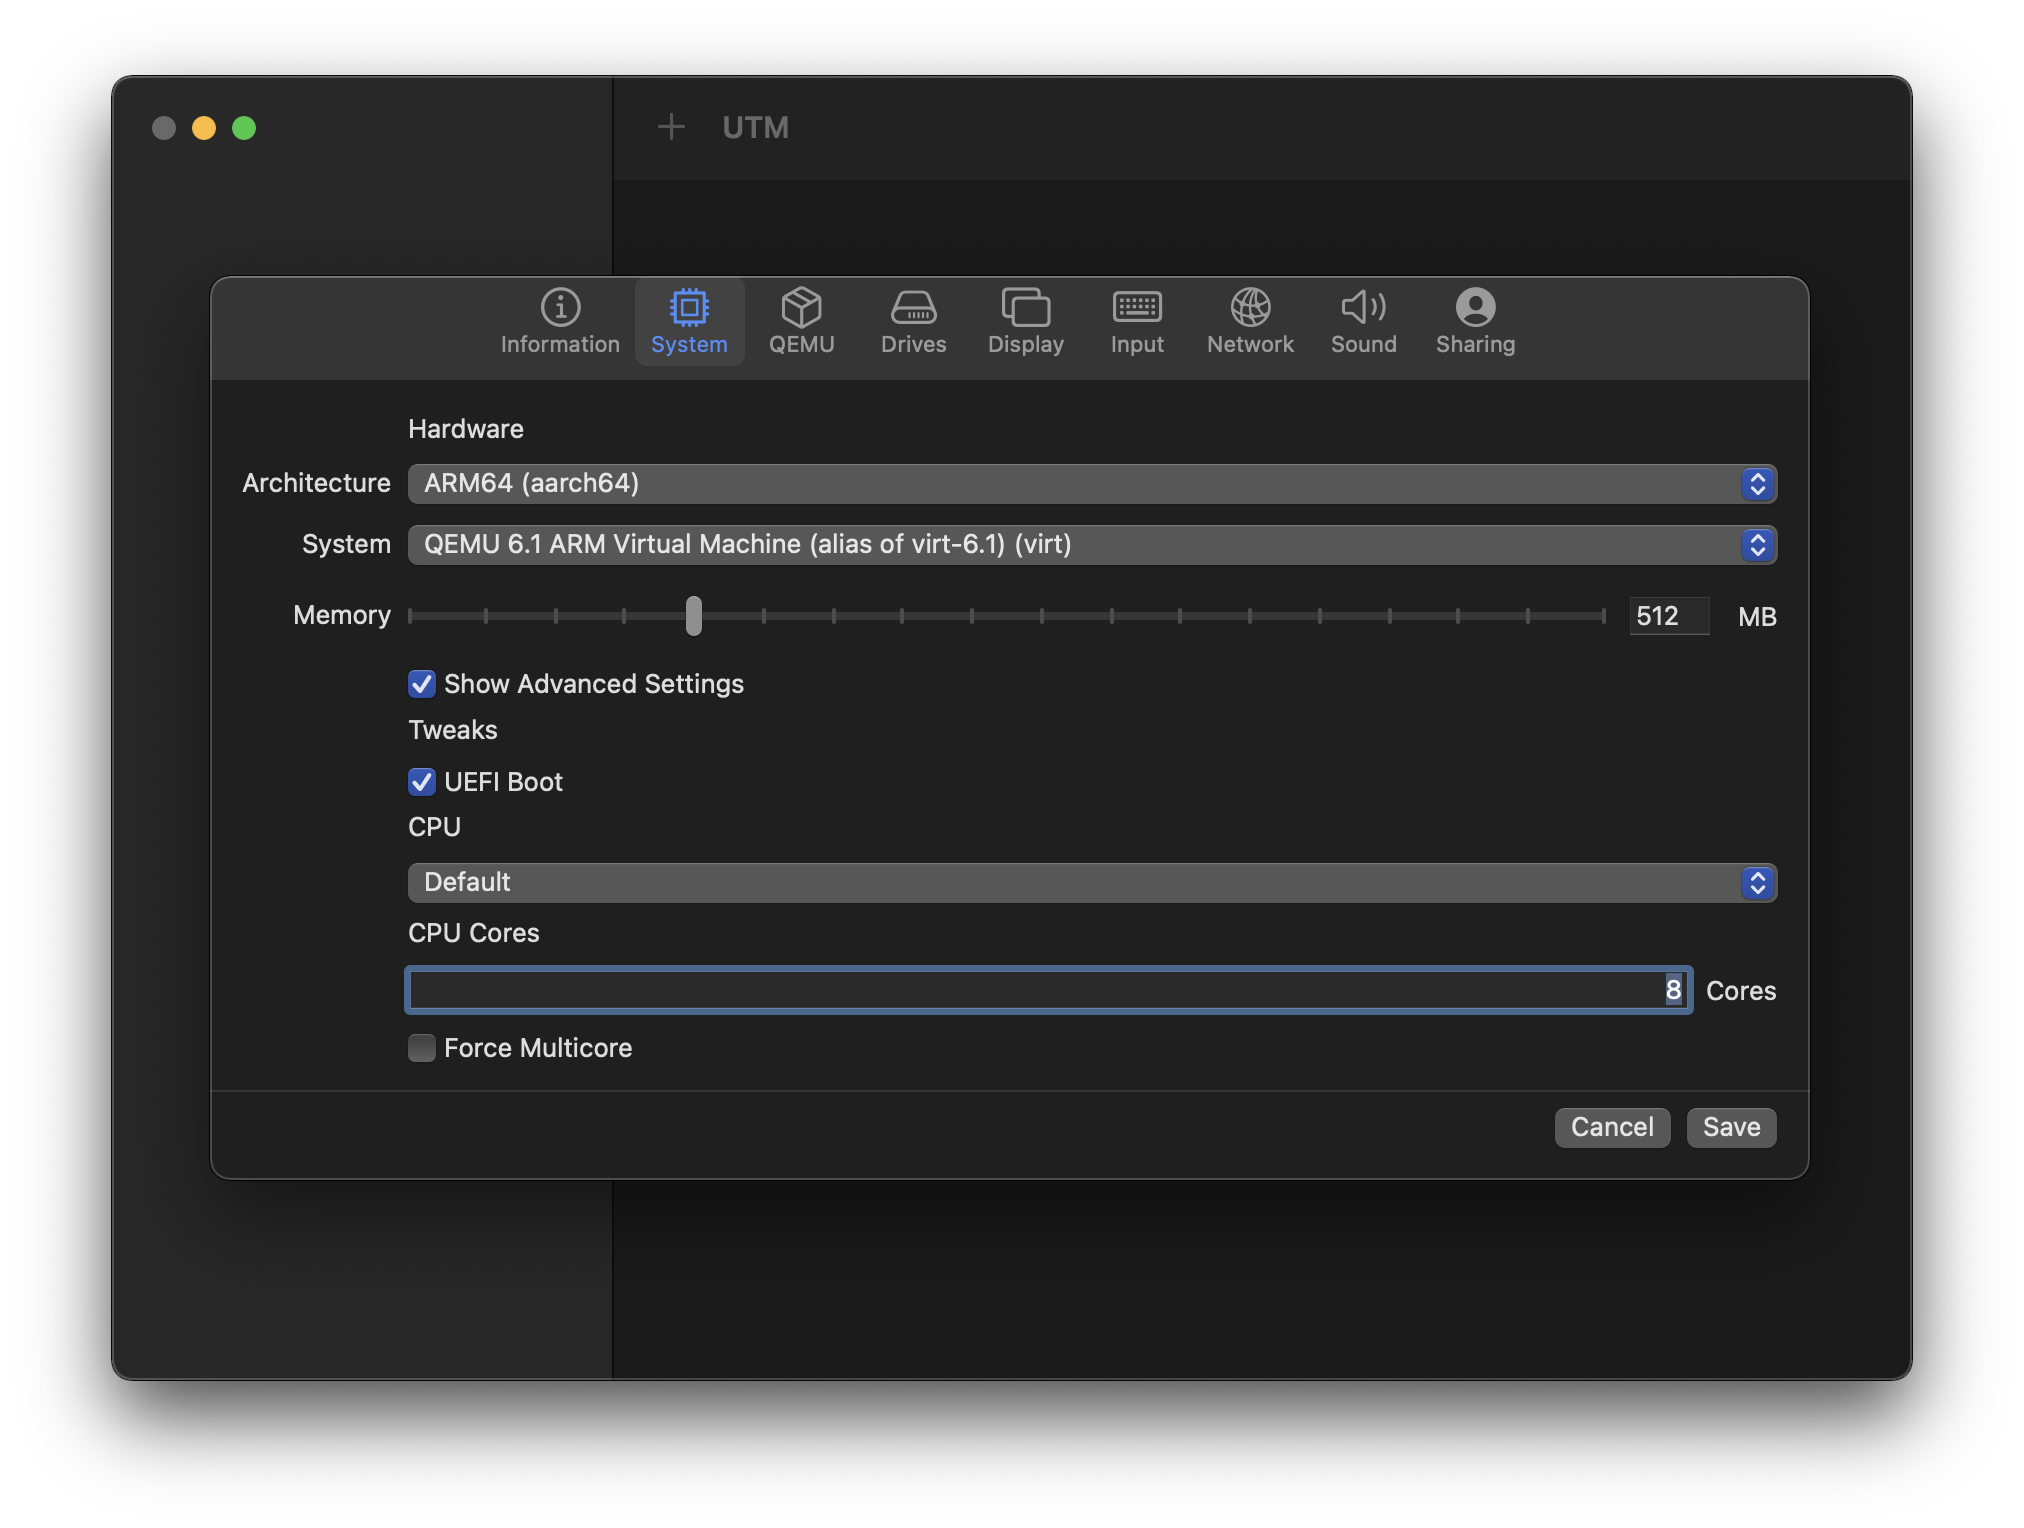 UTM
Information System QEMU Drives Display Input Network Sound Sharing
Hardware
Architecture ARM64 (aarch64)
System QEMU 6.1 ARM Virtual Machine (alias of virt-6.1) (virt)
Memory 512 MB
Show Advanced Settings
Tweaks
UEFI Boot
CPU
Default
CPU Cores
8 Cores
Force Multicore
Cancel Save